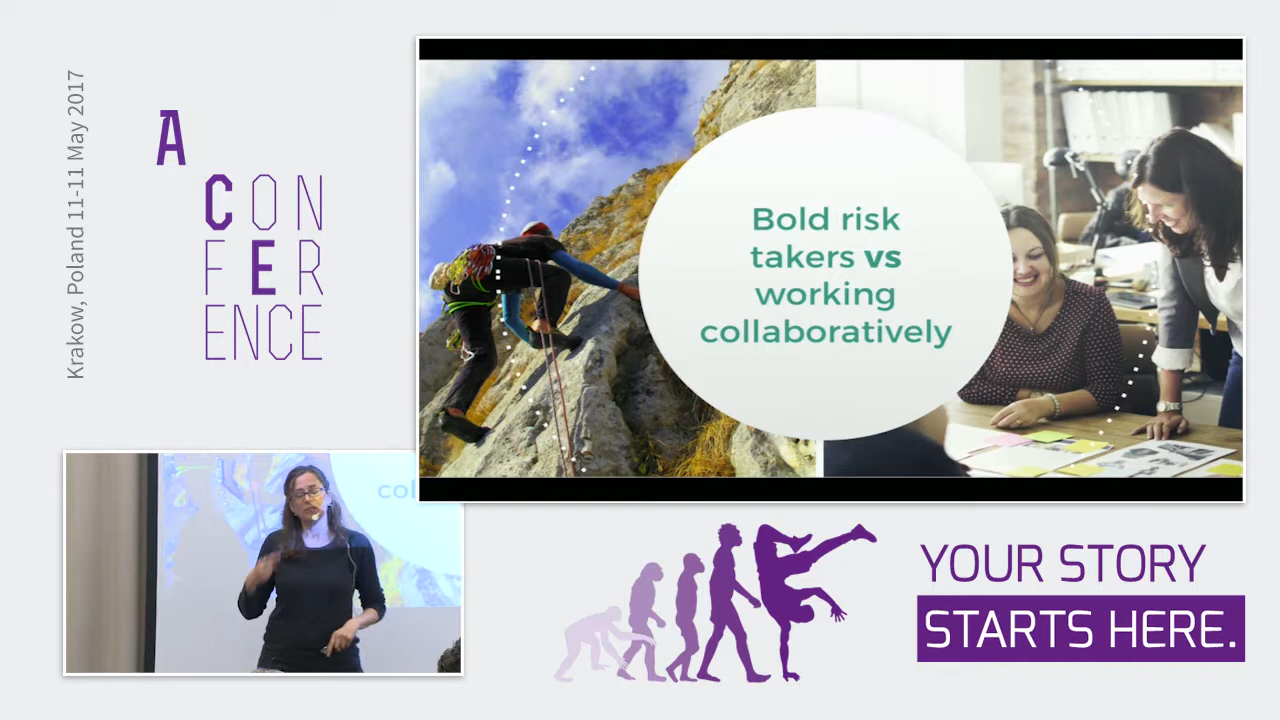 Krakow, Poland 11-11 May 2017
A
CON
FER
ENCE
Bold risk
takers vs
working
collaboratively
col
YOUR STORY
STARTS HERE.